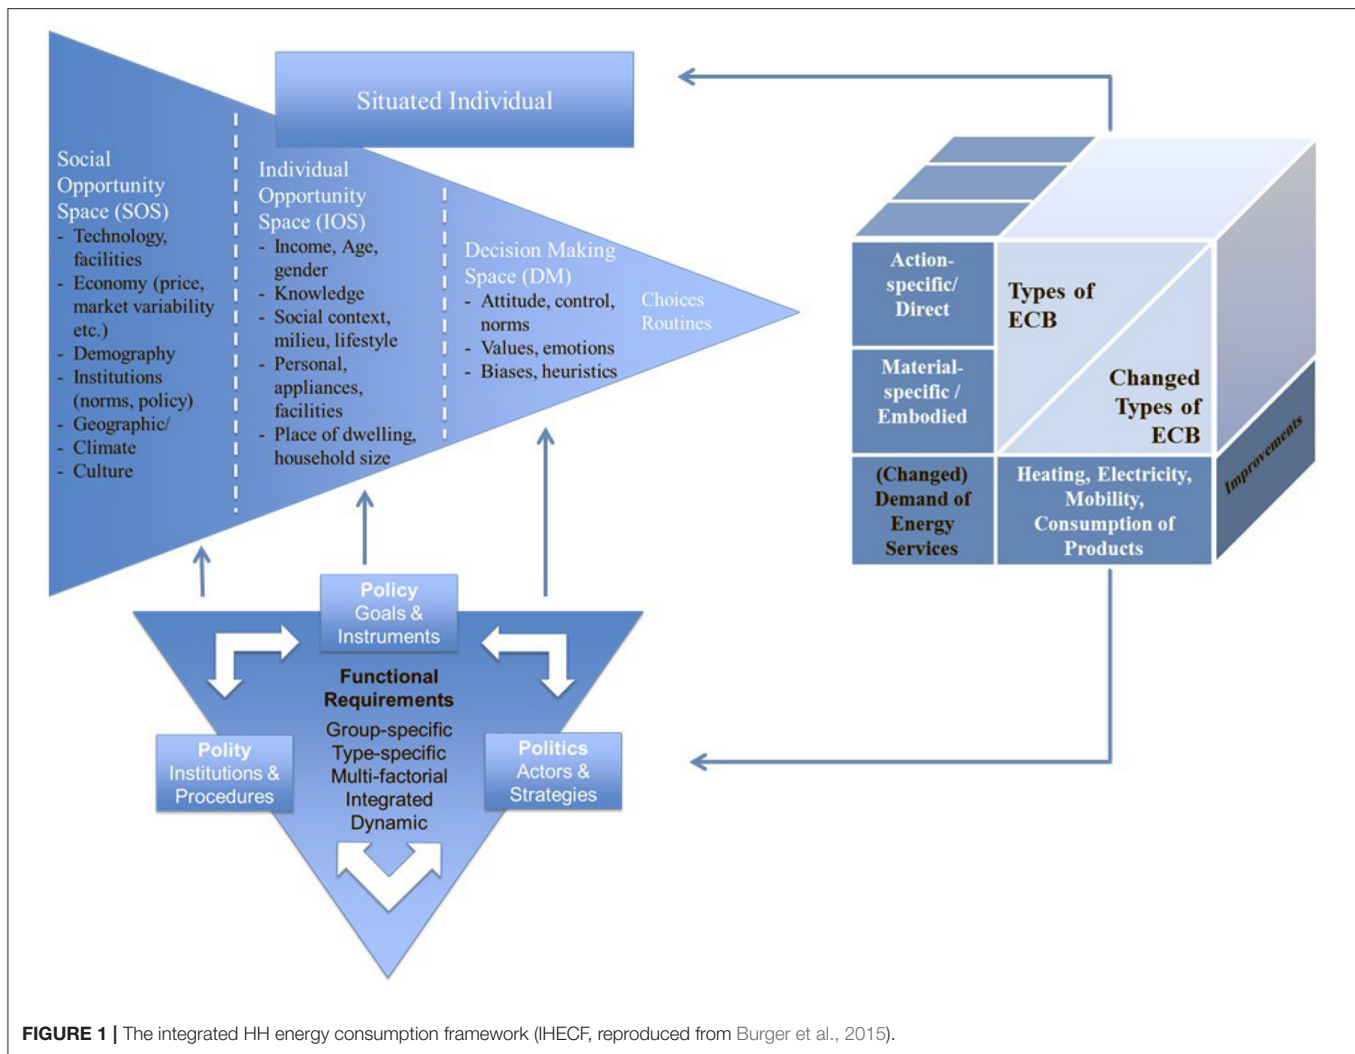 Situated Individual
Social
Opportunity
Space (SOS)
- Technology,
facilities
- Economy (price,
market variability
etc.)
- Demography
- Institutions
(norms, policy)
- Geographic/
- Climate
- Culture
Individual
Opportunity
Space (IOS)
- Income, Age,
gender
- Knowledge
- Social context,
milieu, lifestyle
- Personal,
appliances,
facilities
- Place of dwelling,
household size
Decision Making
Space (DM)
- Attitude, control,
norms
- Values, emotions
- Biases, heuristics
Choices
Routines
Action-
specific/
Direct
Material-
specific /
Embodied
(Changed)
Demand of
Energy
Services
Types of
ECB
Changed
Types of
ECB
Heating, Electricity,
Mobility,
Consumption of
Products
Improvements
Policy
Goals &
Instruments
Functional
Requirements
Group-specific
Type-specific
Multi-factorial
Integrated
Dynamic
Polity
Institutions &
Procedures
Politics
Actors &
Strategies
FIGURE 1 | The integrated HH energy consumption framework (IHECF, reproduced from Burger et al., 2015).